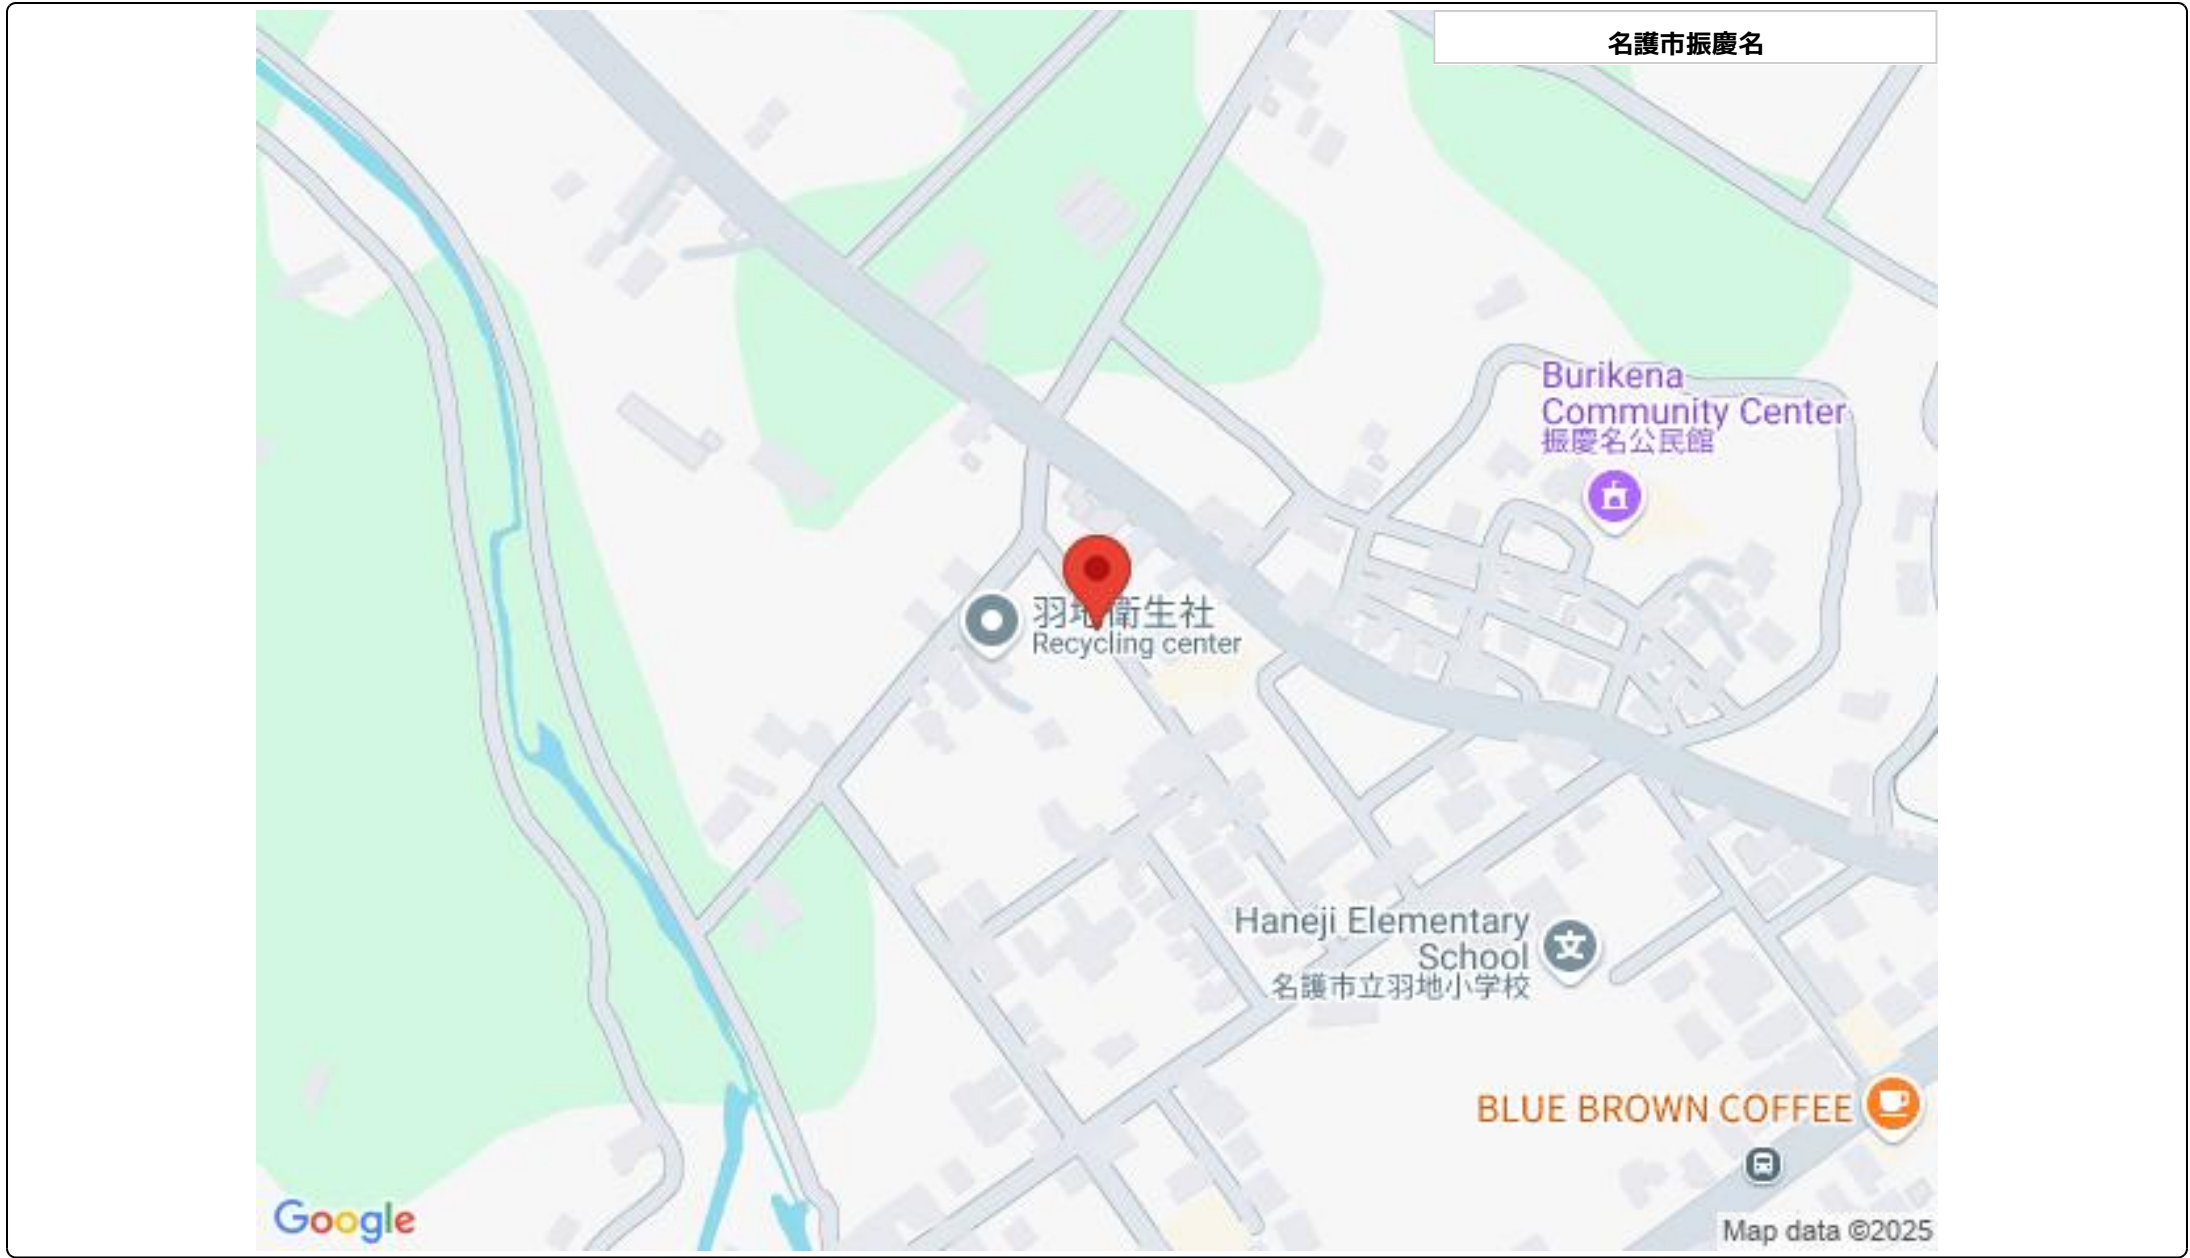 名護市振慶名
Burikena
Community Center
振慶名公民館
羽地衛生社
Recycling center
Haneji Elementary
School
名護市立羽地小学校
文
BLUE BROWN COFFEE
Google
Map data ©2025